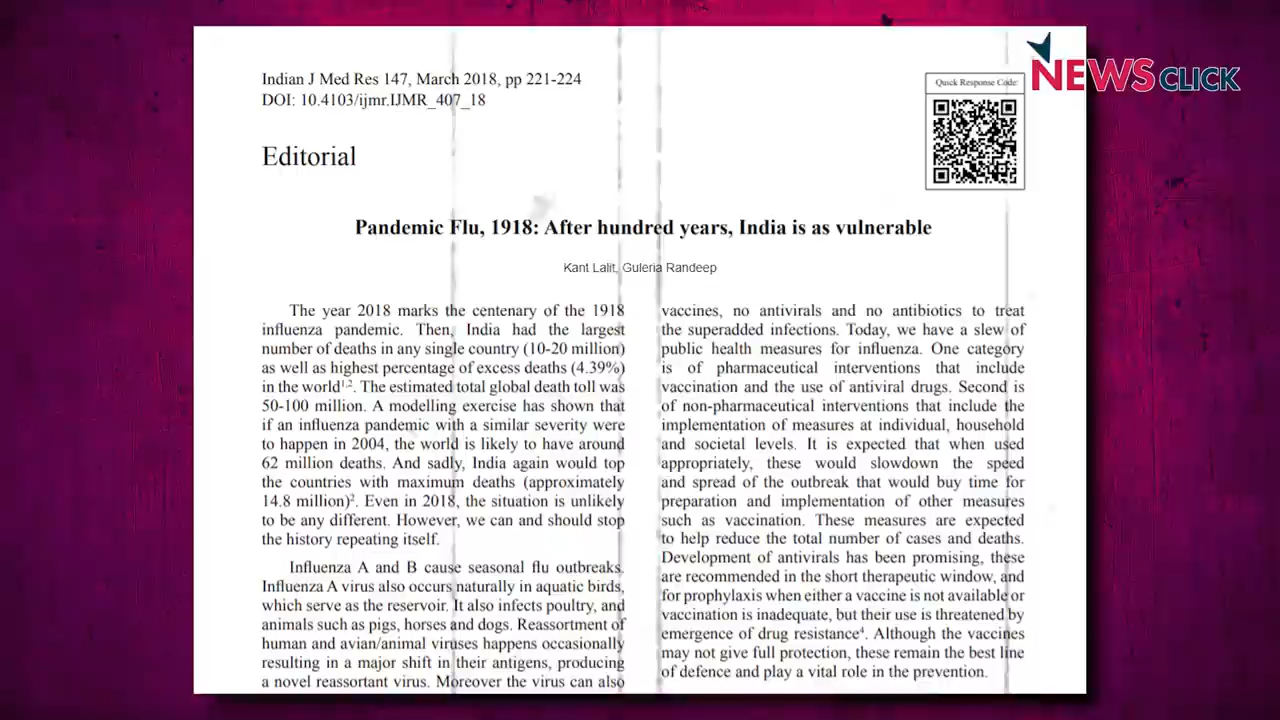 NEWSCLICK
Indian J Med Res 147, March 2018, pp 221-224
DOI: 10.4103/ijmr.IJMR_407_18
Quick Response Code:
Editorial
Pandemic Flu, 1918: After hundred years, India is as vulnerable
Kant Lalit, Guleria Randeep
The year 2018 marks the centenary of the 1918
influenza pandemic. Then, India had the largest
number of deaths in any single country (10-20 million)
as well as highest percentage of excess deaths (4.39%)
in the world1,2. The estimated total global death toll was
50-100 million. A modelling exercise has shown that
if an influenza pandemic with a similar severity were
to happen in 2004, the world is likely to have around
62 million deaths. And sadly, India again would top
the countries with maximum deaths (approximately
14.8 million)2. Even in 2018, the situation is unlikely
to be any different. However, we can and should stop
the history repeating itself.
Influenza A and B cause seasonal flu outbreaks.
Influenza A virus also occurs naturally in aquatic birds,
which serve as the reservoir. It also infects poultry, and
animals such as pigs, horses and dogs. Reassortment of
human and avian/animal viruses happens occasionally
resulting in a major shift in their antigens, producing
a novel reassortant virus. Moreover the virus can also
vaccines, no antivirals and no antibiotics to treat
the superadded infections. Today, we have a slew of
public health measures for influenza. One category
is of pharmaceutical interventions that include
vaccination and the use of antiviral drugs. Second is
of non-pharmaceutical interventions that include the
implementation of measures at individual, household
and societal levels. It is expected that when used
appropriately, these would slowdown the speed
and spread of the outbreak that would buy time for
preparation and implementation of other measures
such as vaccination. These measures are expected
to help reduce the total number of cases and deaths.
Development of antivirals has been promising, these
are recommended in the short therapeutic window, and
for prophylaxis when either a vaccine is not available or
vaccination is inadequate, but their use is threatened by
emergence of drug resistance4. Although the vaccines
may not give full protection, these remain the best line
of defence and play a vital role in the prevention.